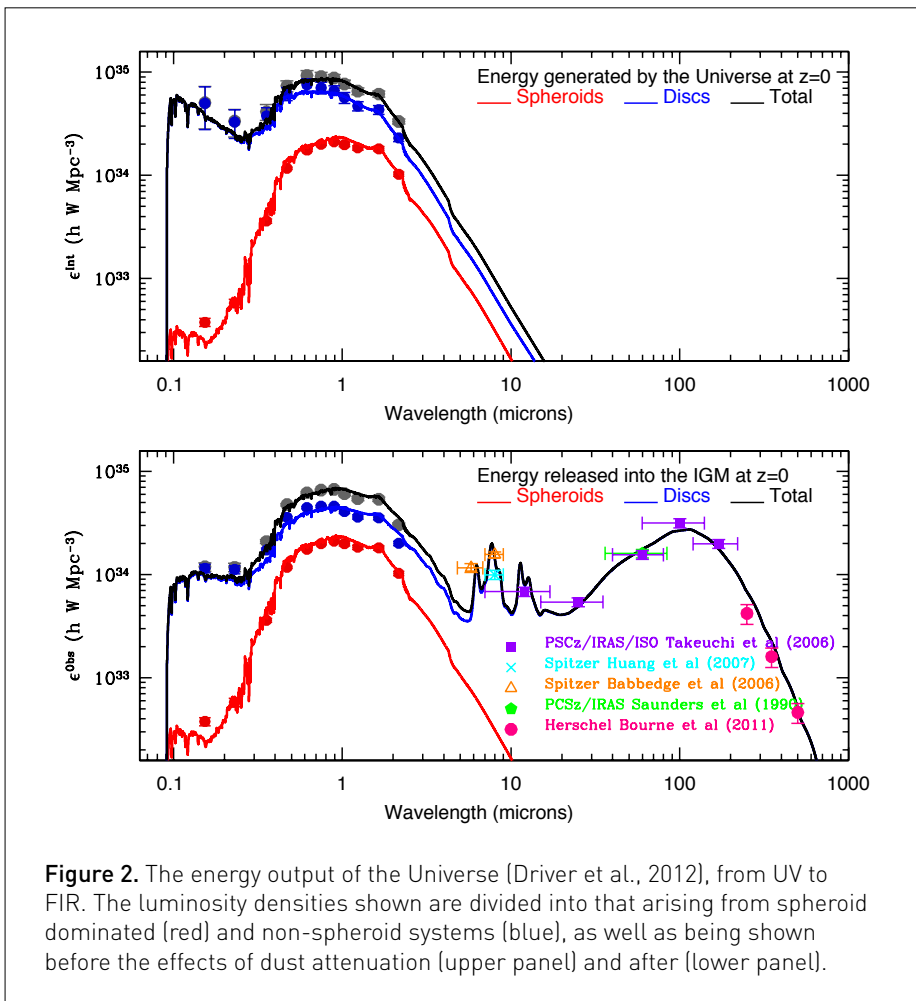 Energy generated by the Universe at z=0
Spheroids Discs Total
10³⁵
10³⁴
10³³
ϵᴵⁿᵗ (h W Mpc⁻³)
0.1 1 10 100 1000
Wavelength (microns)
Energy released into the IGM at z=0
Spheroids Discs Total
10³⁵
10³⁴
10³³
ϵᴼᵇˢ (h W Mpc⁻³)
PSCz/IRAS/ISO Takeuchi et al (2006)
Spitzer Huang et al (2007)
Spitzer Babbedge et al (2006)
PCSz/IRAS Saunders et al (1990)
Herschel Bourne et al (2011)
0.1 1 10 100 1000
Wavelength (microns)
Figure 2. The energy output of the Universe (Driver et al., 2012), from UV to
FIR. The luminosity densities shown are divided into that arising from spheroid
dominated (red) and non-spheroid systems (blue), as well as being shown
before the effects of dust attenuation (upper panel) and after (lower panel).